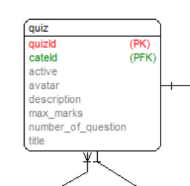 quiz
quizId (PK)
cateId (PFK)
active
avatar
description
max_marks
number_of_question
title